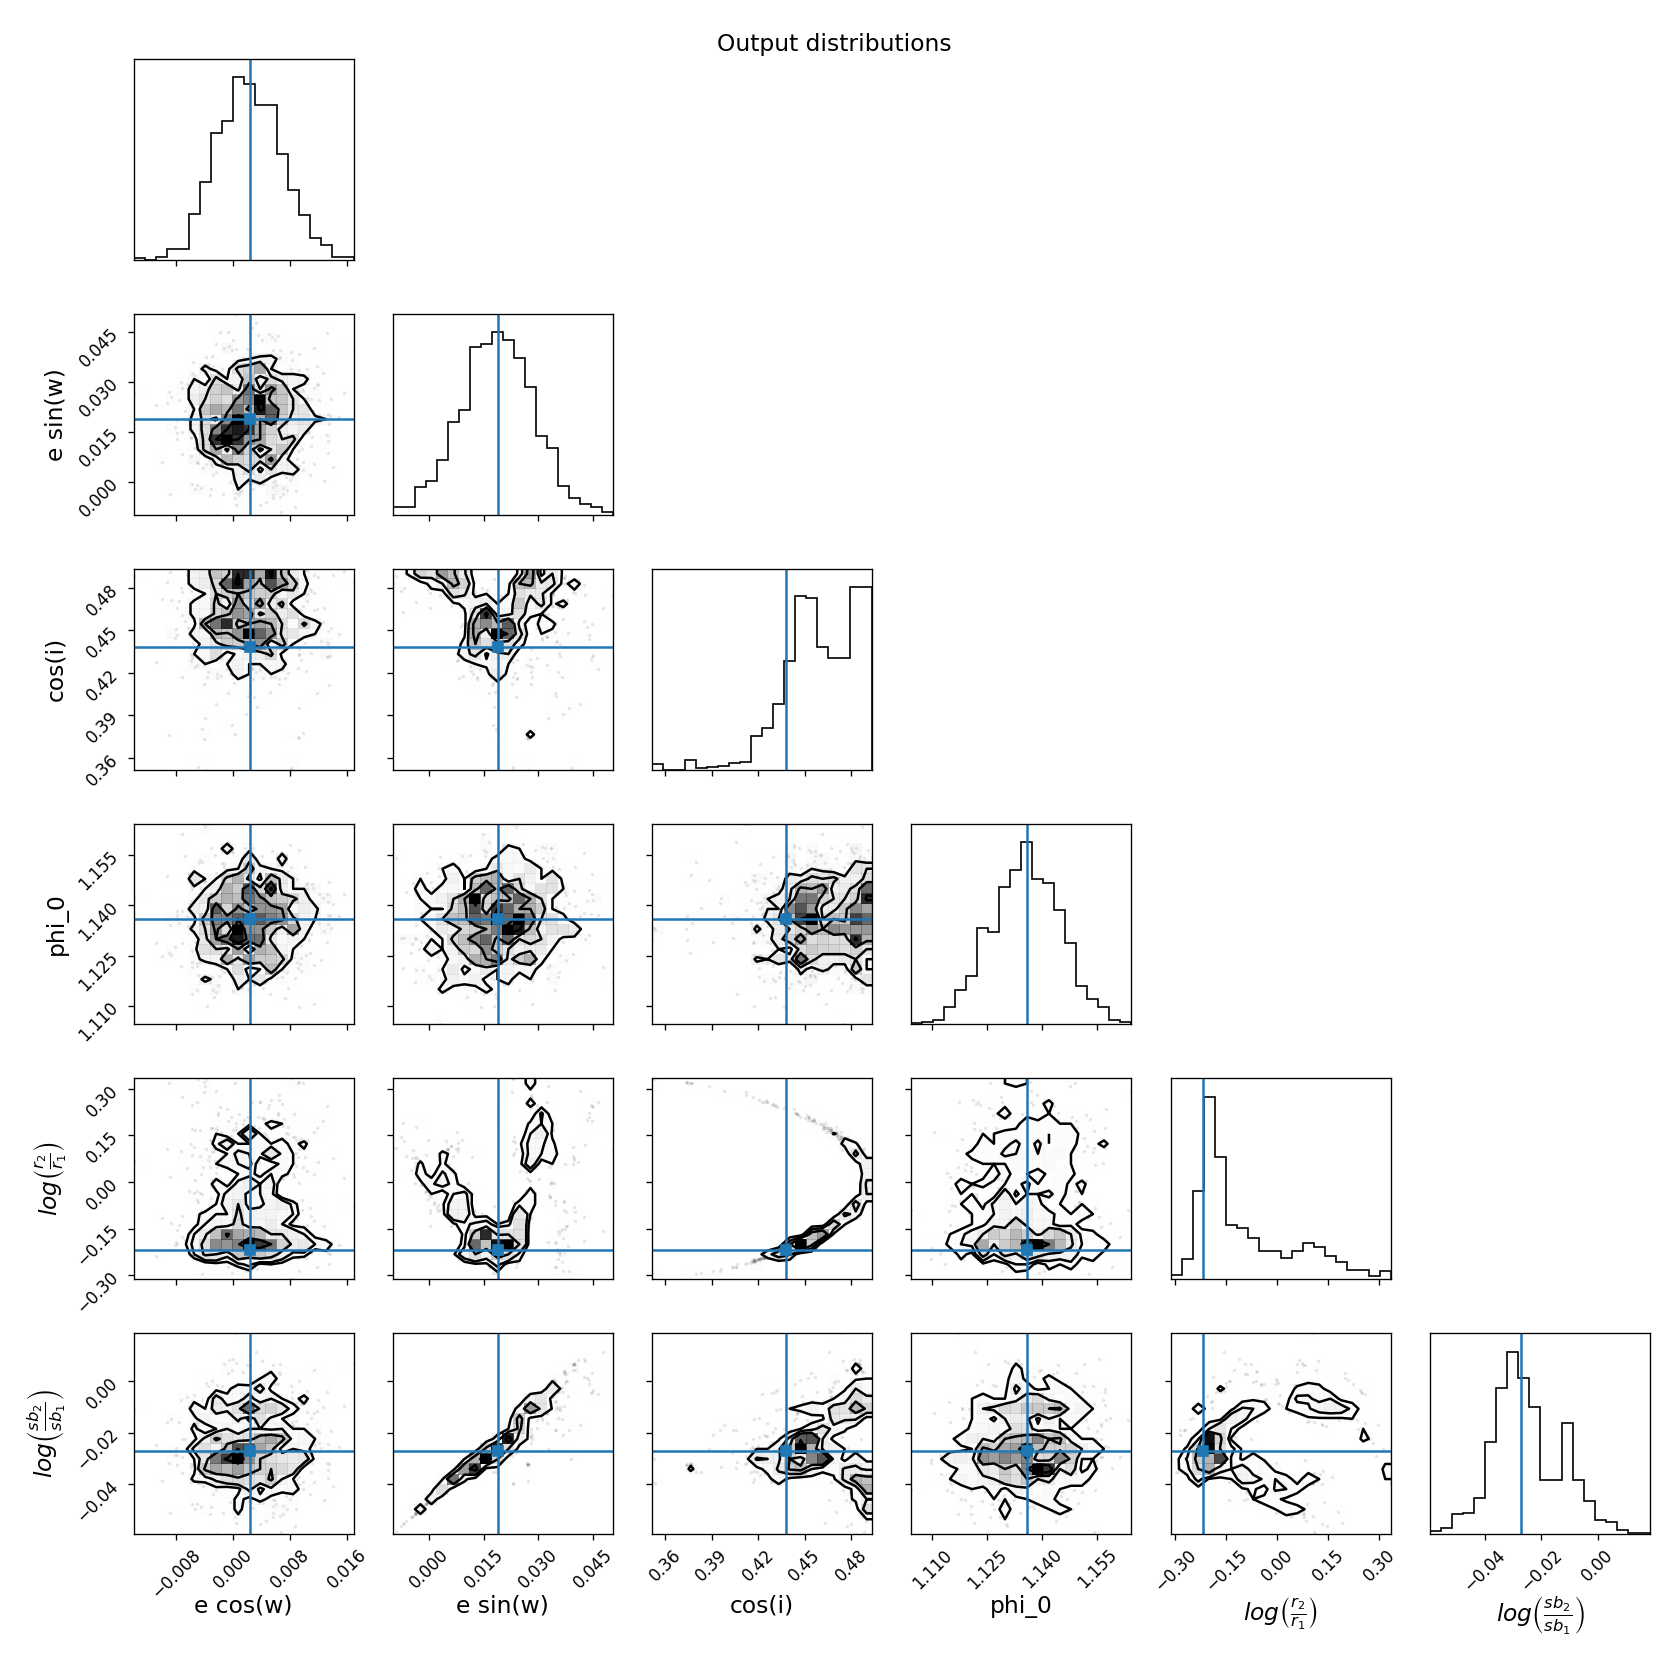 Output distributions
e sin(w)
0.045
0.030
0.015
0.000
cos(i)
0.48
0.45
0.42
0.39
0.36
phi_0
1.155
1.140
1.125
1.110
log(r2/r1)
0.30
0.15
0.00
−0.15
−0.30
log(sb2/sb1)
0.00
−0.02
−0.04
−0.008 0.000 0.008 0.016
0.000 0.015 0.030 0.045
0.36 0.39 0.42 0.45 0.48
1.110 1.125 1.140 1.155
−0.30 −0.15 0.00 0.15 0.30
−0.04 −0.02 0.00
e cos(w) e sin(w) cos(i) phi_0 log(r2/r1) log(sb2/sb1)